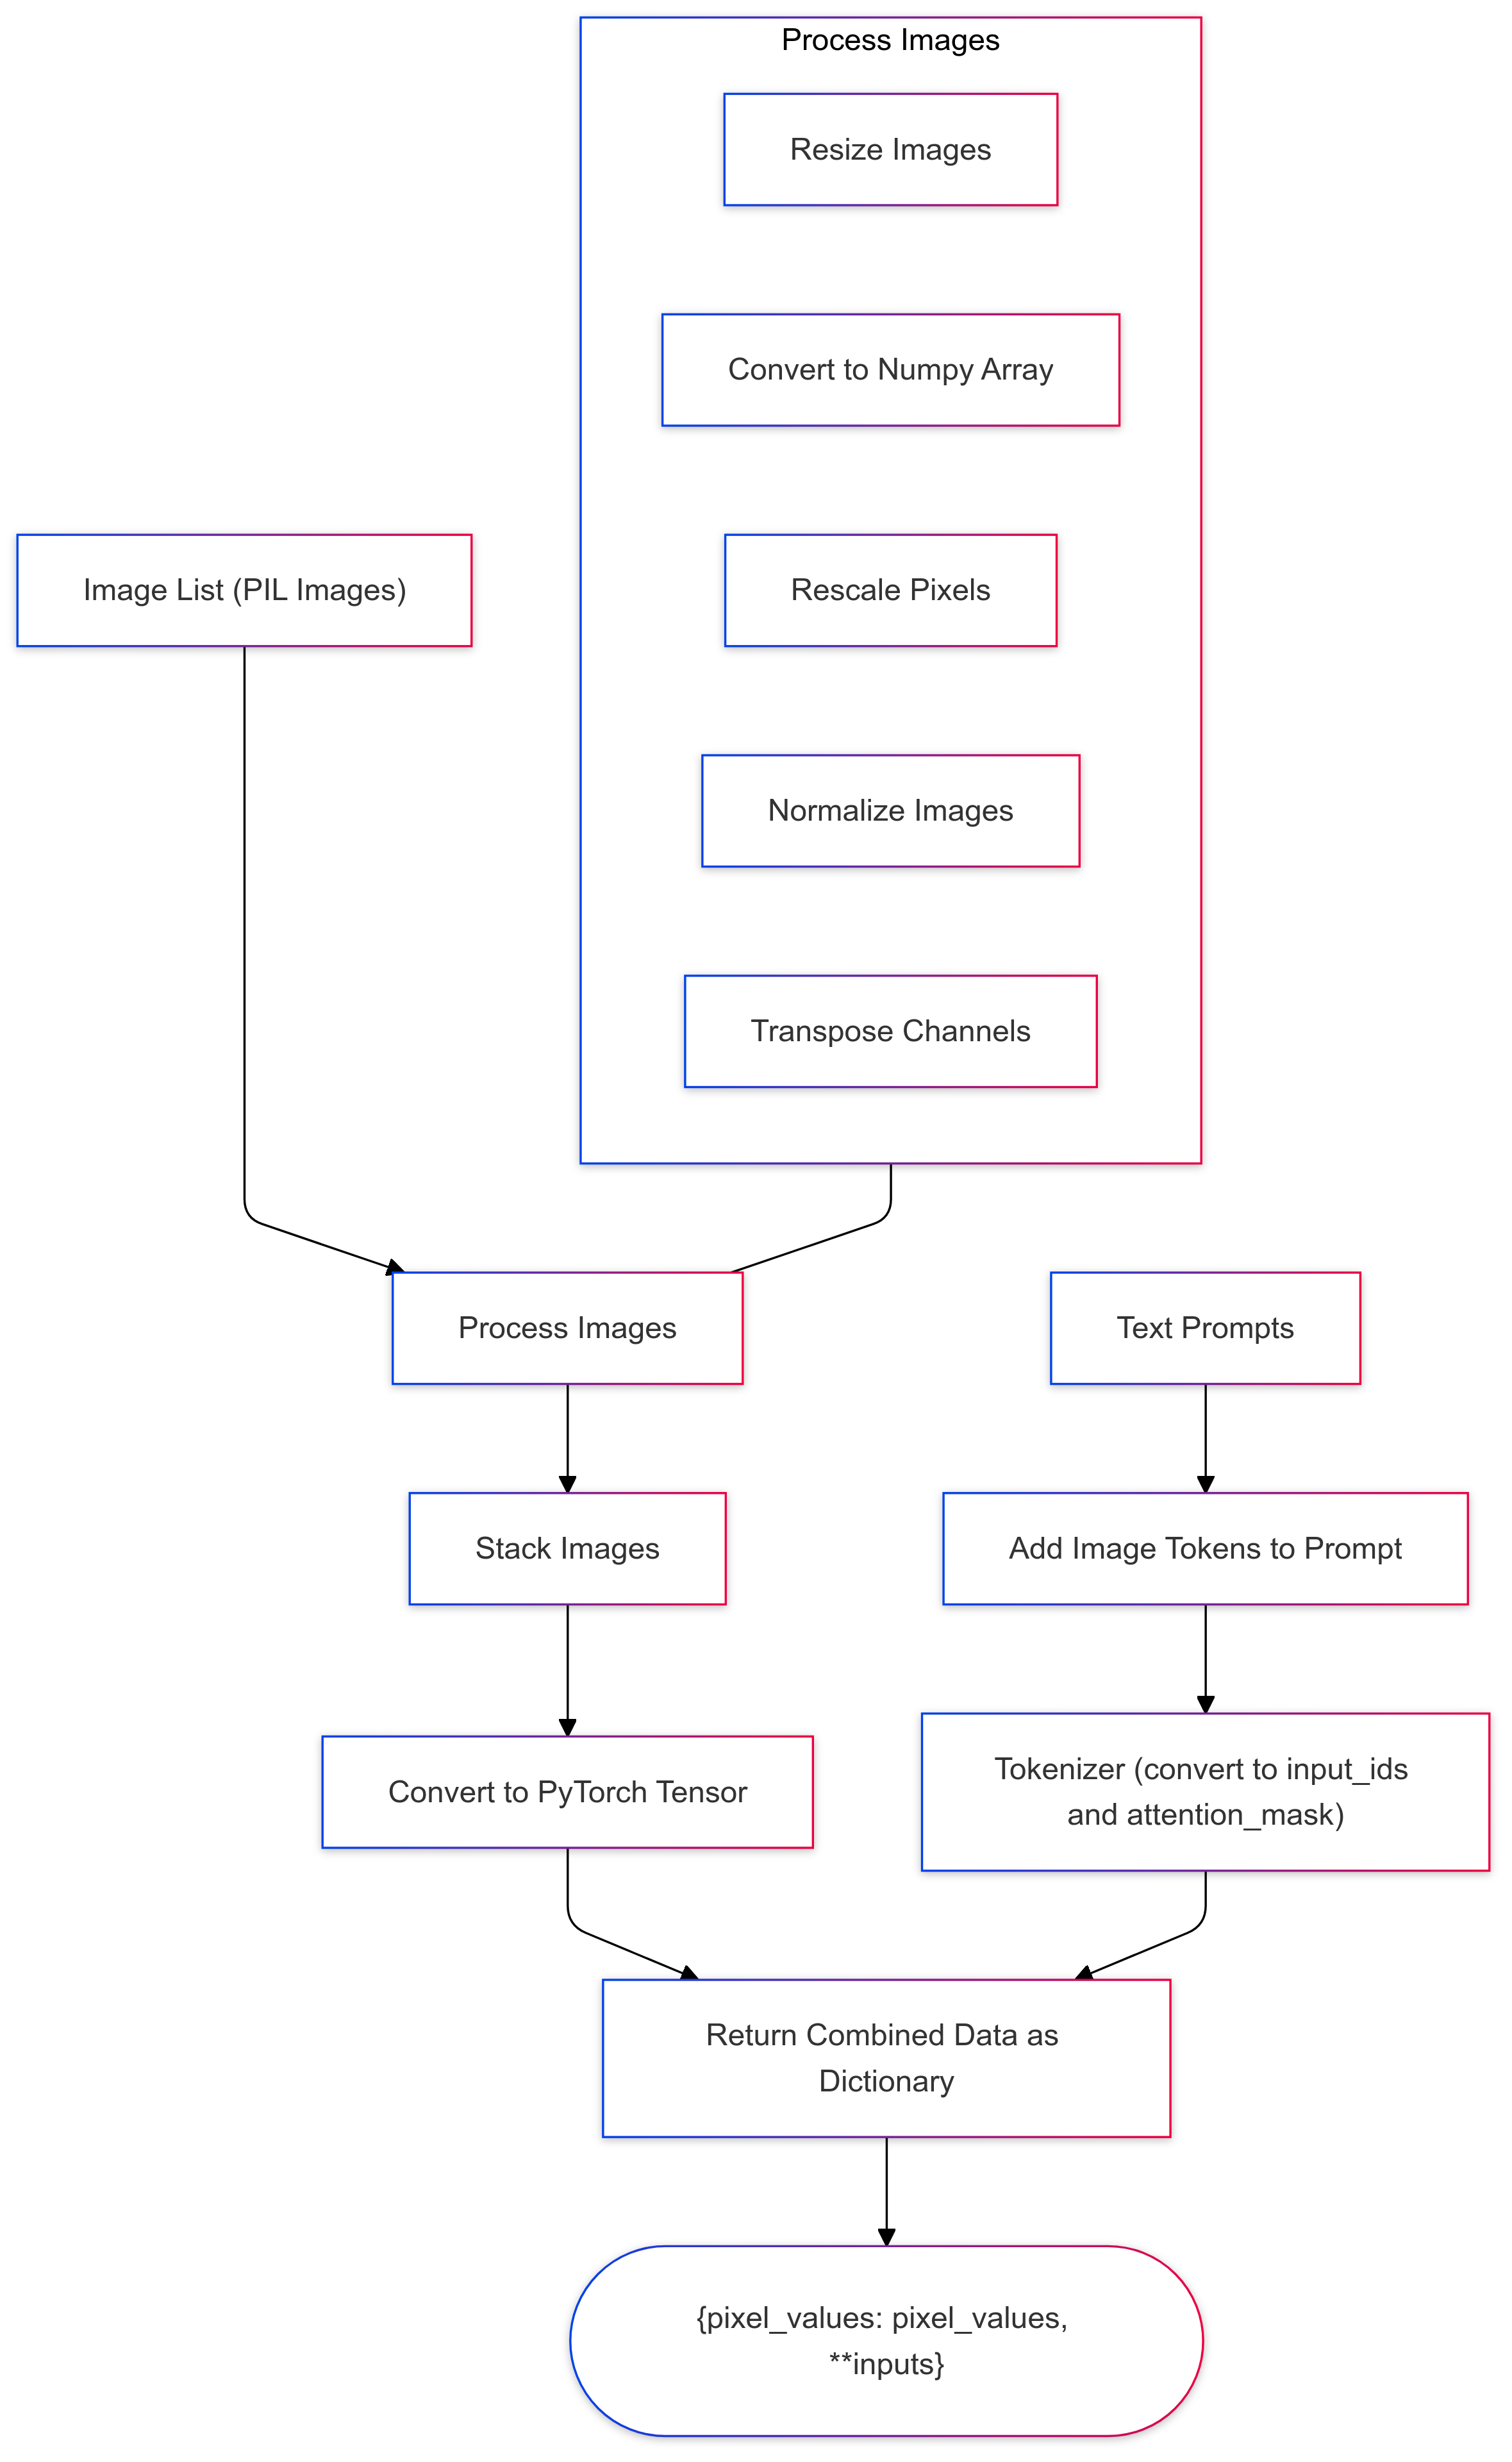 Process Images
Resize Images
Convert to Numpy Array
Rescale Pixels
Normalize Images
Transpose Channels
Image List (PIL Images)
Process Images
Stack Images
Convert to PyTorch Tensor
Text Prompts
Add Image Tokens to Prompt
Tokenizer (convert to input_ids
and attention_mask)
Return Combined Data as
Dictionary
{pixel_values: pixel_values,
**inputs}